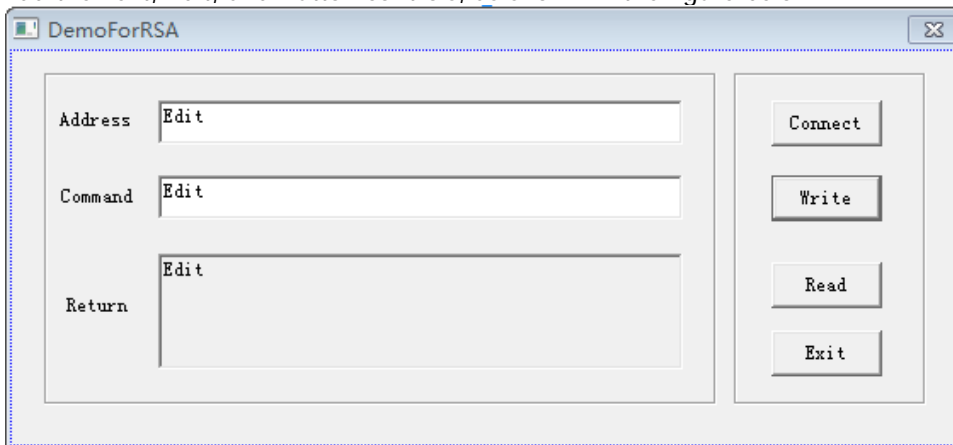 DemoForRSA
Address Edit
Connect
Command Edit
Write
Edit
Return
Read
Exit